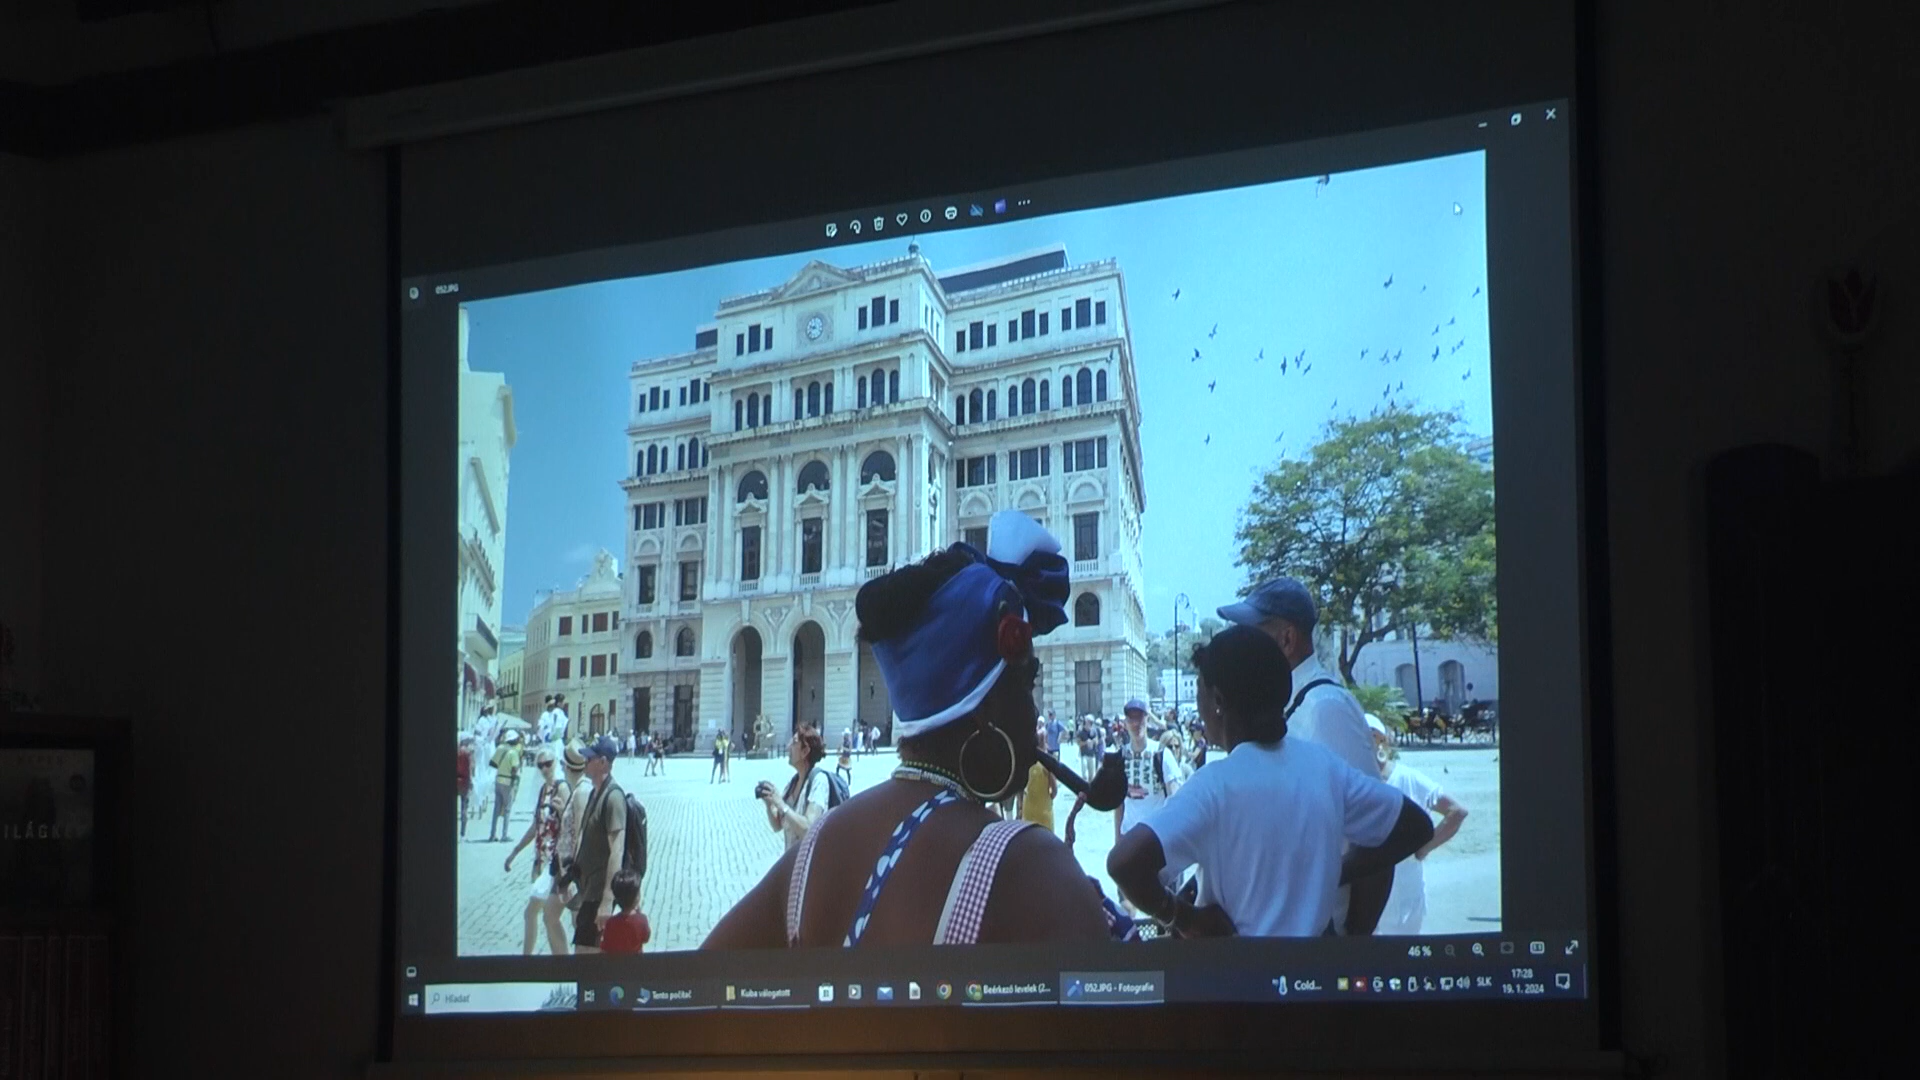 052.JPG
46 %
Hľadať
Tento počítač
Kuba válogatott
Beérkező levelek (2...
052.JPG - Fotografie
Cold...
SLK
17:28
19. 1. 2024